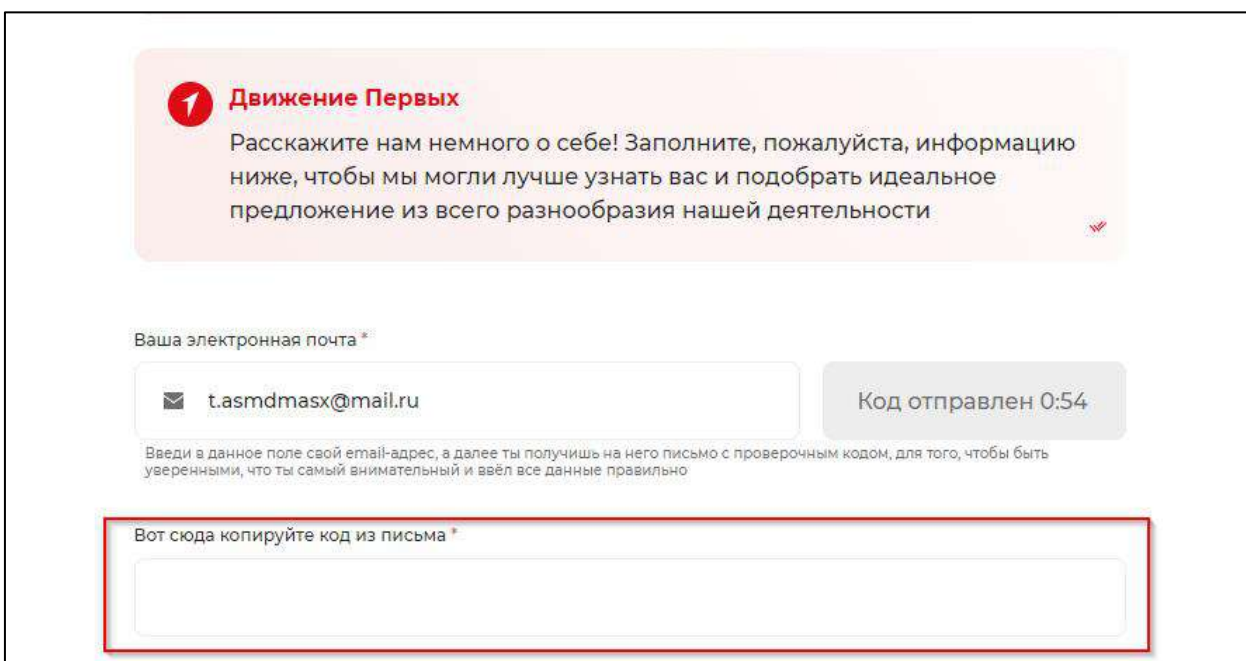 Движение Первых
Расскажите нам немного о себе! Заполните, пожалуйста, информацию
ниже, чтобы мы могли лучше узнать вас и подобрать идеальное
предложение из всего разнообразия нашей деятельности
Ваша электронная почта *
t.asmdmasx@mail.ru
Код отправлен 0:54
Введи в данное поле свой email-адрес, а далее ты получишь на него письмо с проверочным кодом, для того, чтобы быть
уверенными, что ты самый внимательный и ввёл все данные правильно
Вот сюда копируйте код из письма *